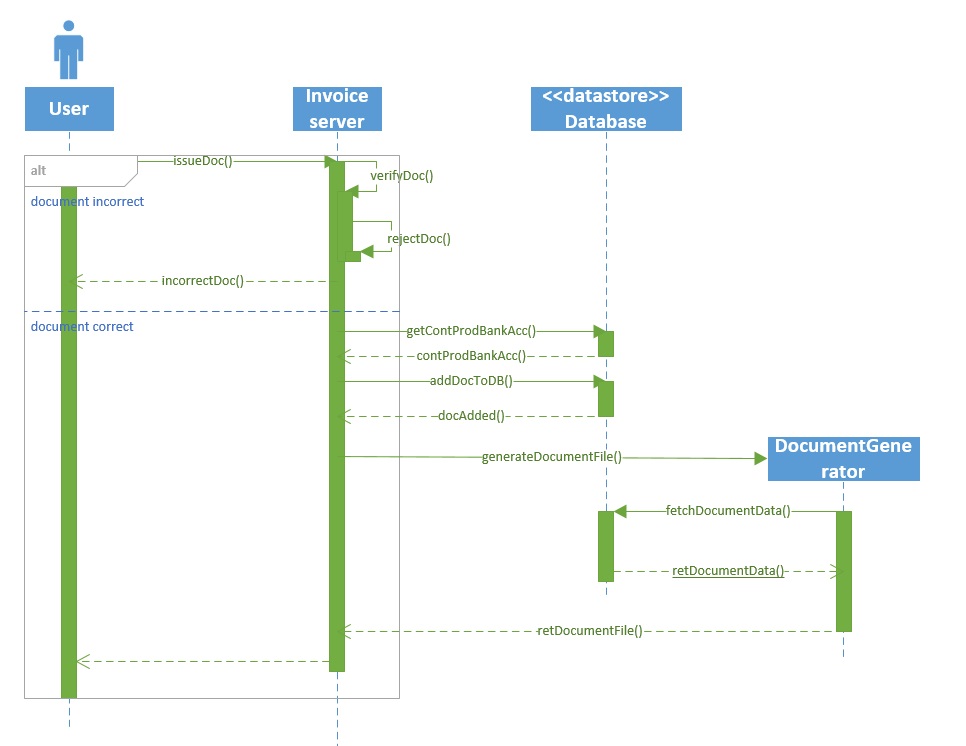 User
Invoice
server
<<datastore>>
Database
alt
issueDoc()
verifyDoc()
document incorrect
rejectDoc()
incorrectDoc()
document correct
getContProdBankAcc()
contProdBankAcc()
addDocToDB()
docAdded()
DocumentGene
rator
generateDocumentFile()
fetchDocumentData()
retDocumentData()
retDocumentFile()